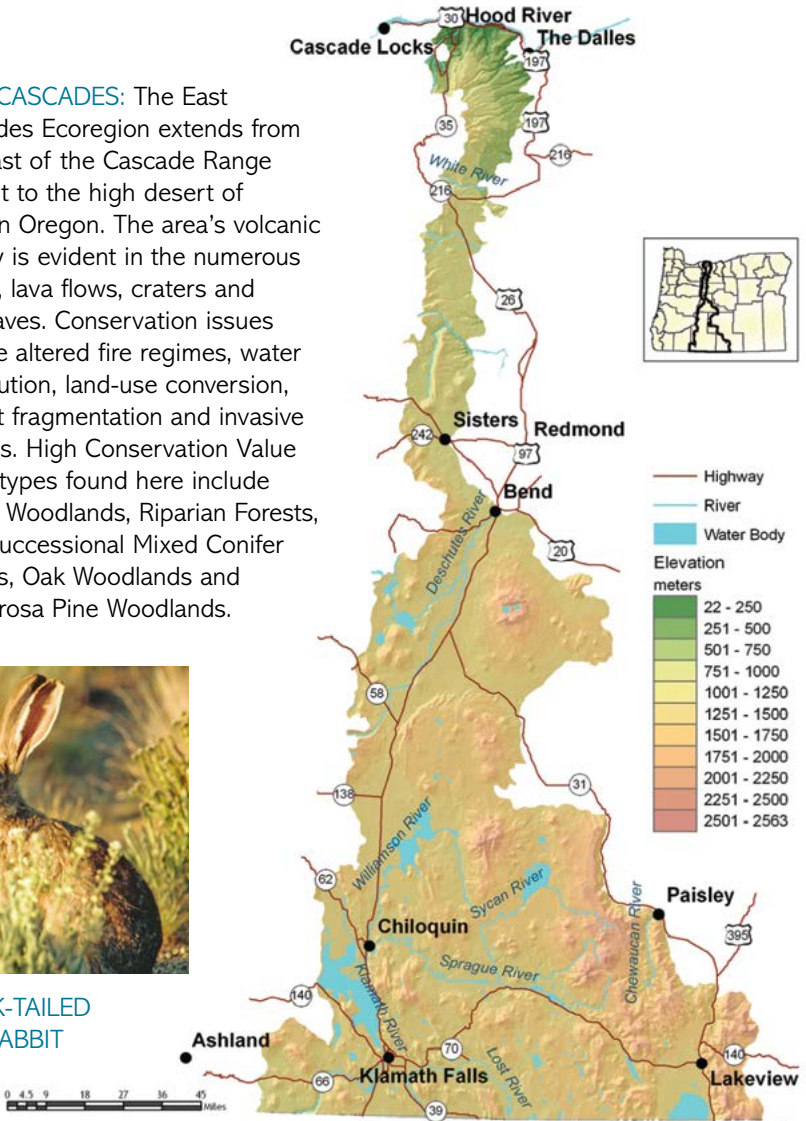 CASCADES: The East
des Ecoregion extends from
ast of the Cascade Range
t to the high desert of
n Oregon. The area’s volcanic
y is evident in the numerous
, lava flows, craters and
aves. Conservation issues
e altered fire regimes, water
ution, land-use conversion,
t fragmentation and invasive
s. High Conservation Value
types found here include
Woodlands, Riparian Forests,
uccessional Mixed Conifer
s, Oak Woodlands and
rosa Pine Woodlands.
K-TAILED
ABBIT
30
Hood River
Cascade Locks
The Dalles
197
35
197
216
White River
216
26
Sisters
Redmond
242
97
Bend
Deschutes River
20
58
138
31
Williamson River
62
Sycan River
Paisley
Chewaucan River
Chiloquin
395
Sprague River
Klamath River
140
Ashland
70
140
Klamath Falls
Lost River
Lakeview
66
39
0 4.5 9 18 27 36 45
Miles
Highway
River
Water Body
Elevation
meters
22 - 250
251 - 500
501 - 750
751 - 1000
1001 - 1250
1251 - 1500
1501 - 1750
1751 - 2000
2001 - 2250
2251 - 2500
2501 - 2563